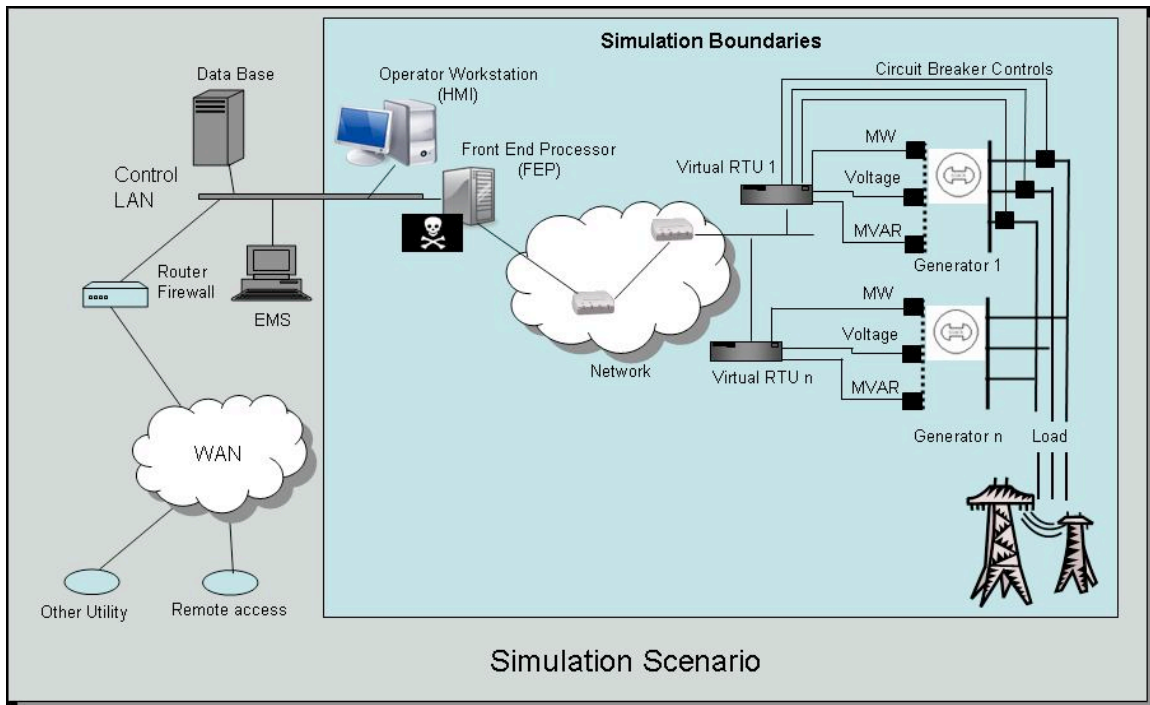 Simulation Boundaries
Data Base
Operator Workstation
(HMI)
Circuit Breaker Controls
Front End Processor
(FEP)
Control
LAN
Virtual RTU 1
MW
Voltage
MVAR
Generator 1
Router
Firewall
EMS
Network
Virtual RTU n
MW
Voltage
MVAR
Generator n
Load
WAN
Other Utility
Remote access
Simulation Scenario